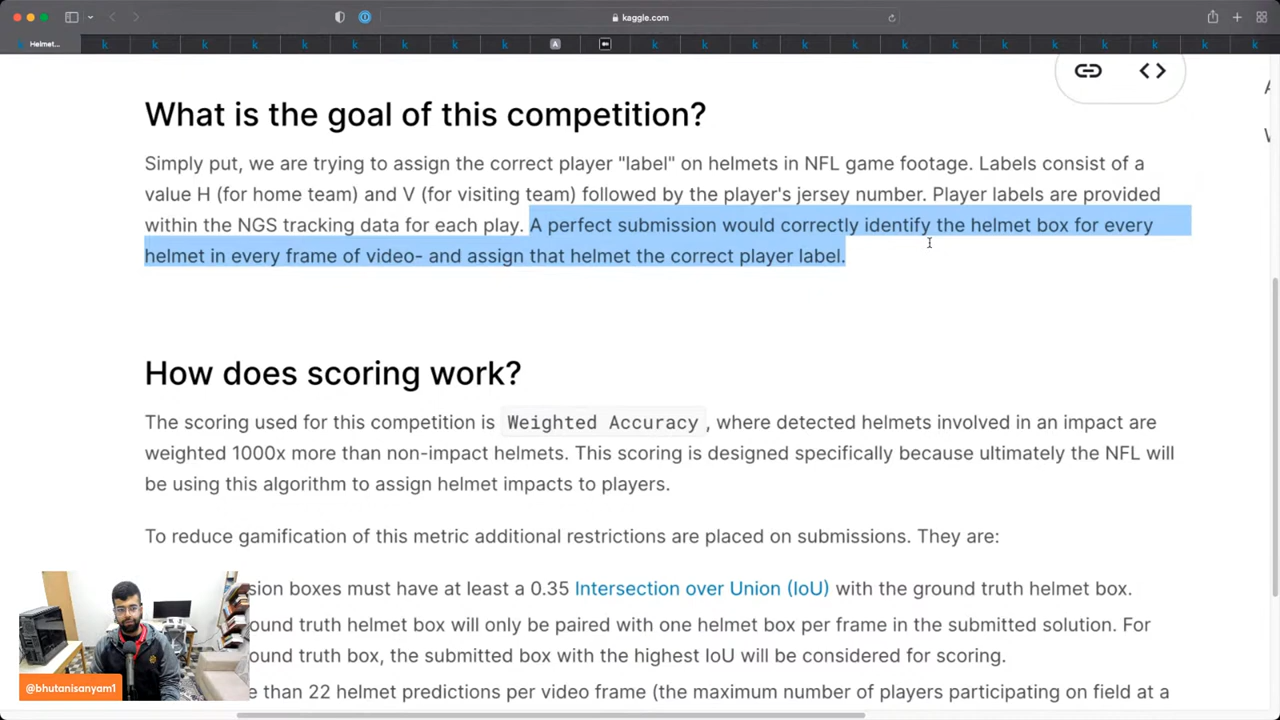 kaggle.com
Helmet...
What is the goal of this competition?
Simply put, we are trying to assign the correct player "label" on helmets in NFL game footage. Labels consist of a
value H (for home team) and V (for visiting team) followed by the player's jersey number. Player labels are provided
within the NGS tracking data for each play. A perfect submission would correctly identify the helmet box for every
helmet in every frame of video- and assign that helmet the correct player label.
How does scoring work?
The scoring used for this competition is Weighted Accuracy, where detected helmets involved in an impact are
weighted 1000x more than non-impact helmets. This scoring is designed specifically because ultimately the NFL will
be using this algorithm to assign helmet impacts to players.
To reduce gamification of this metric additional restrictions are placed on submissions. They are:
sion boxes must have at least a 0.35 Intersection over Union (IoU) with the ground truth helmet box.
ound truth helmet box will only be paired with one helmet box per frame in the submitted solution. For
ound truth box, the submitted box with the highest IoU will be considered for scoring.
e than 22 helmet predictions per video frame (the maximum number of players participating on field at a
@bhutanisanyam1